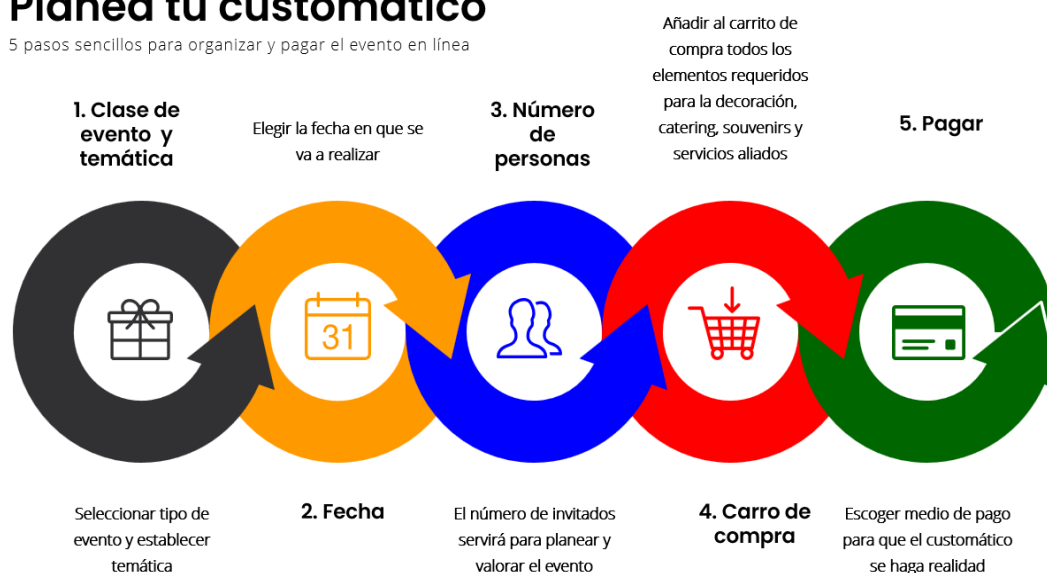 Planea tu customático
5 pasos sencillos para organizar y pagar el evento en línea
1. Clase de
evento y
temática
Seleccionar tipo de
evento y establecer
temática
Elegir la fecha en que se
va a realizar
31
2. Fecha
3. Número
de
personas
El número de invitados
servirá para planear y
valorar el evento
Añadir al carrito de
compra todos los
elementos requeridos
para la decoración,
catering, souvenirs y
servicios aliados
4. Carro de
compra
5. Pagar
Escoger medio de pago
para que el customático
se haga realidad